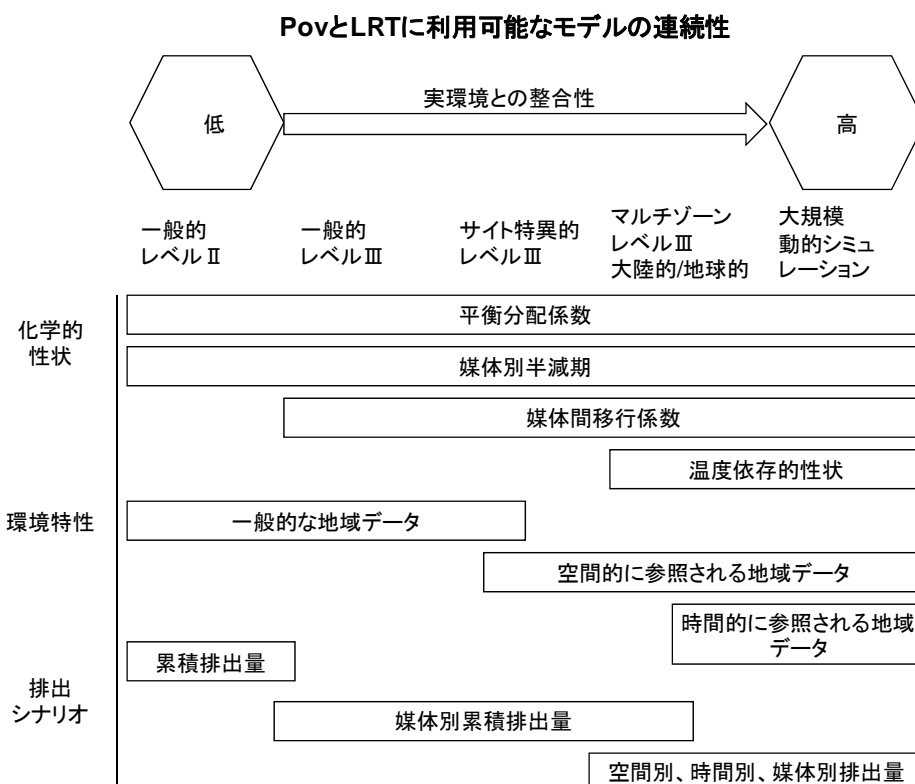 PovとLRTに利用可能なモデルの連続性
低
実環境との整合性
高
一般的
レベルⅡ
一般的
レベルⅢ
サイト特異的
レベルⅢ
マルチゾーン
レベルⅢ
大陸的/地球的
大規模
動的シミュ
レーション
化学的
性状
平衡分配係数
媒体別半減期
媒体間移行係数
温度依存的性状
環境特性
一般的な地域データ
空間的に参照される地域データ
時間的に参照される地域
データ
排出
シナリオ
累積排出量
媒体別累積排出量
空間別、時間別、媒体別排出量